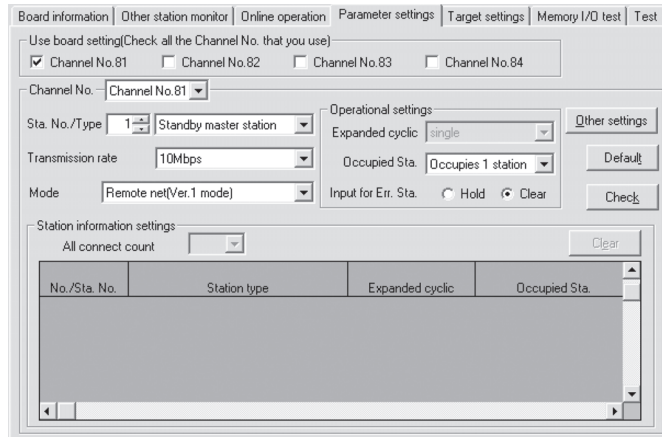 Board information Other station monitor Online operation Parameter settings Target settings Memory I/O test Test
Use board setting(Check all the Channel No. that you use)
Channel No.81 Channel No.82 Channel No.83 Channel No.84
Channel No. Channel No.81
Sta. No./Type 1 Standby master station
Transmission rate 10Mbps
Mode Remote net(Ver.1 mode)
Operational settings
Expanded cyclic single
Occupied Sta. Occupies 1 station
Input for Err. Sta. Hold Clear
Other settings
Default
Check
Station information settings
All connect count
Clear
No./Sta. No. Station type Expanded cyclic Occupied Sta.